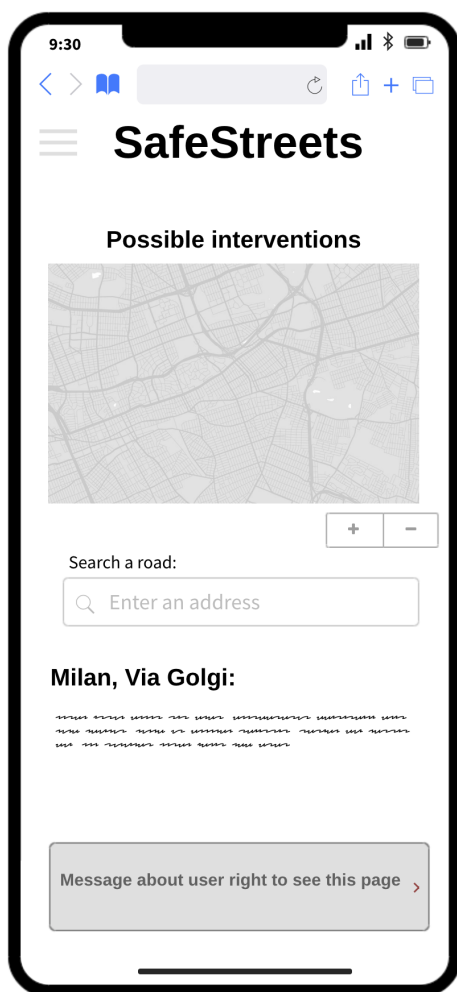 9:30
SafeStreets
Possible interventions
+ −
Search a road:
Enter an address
Milan, Via Golgi:
Message about user right to see this page